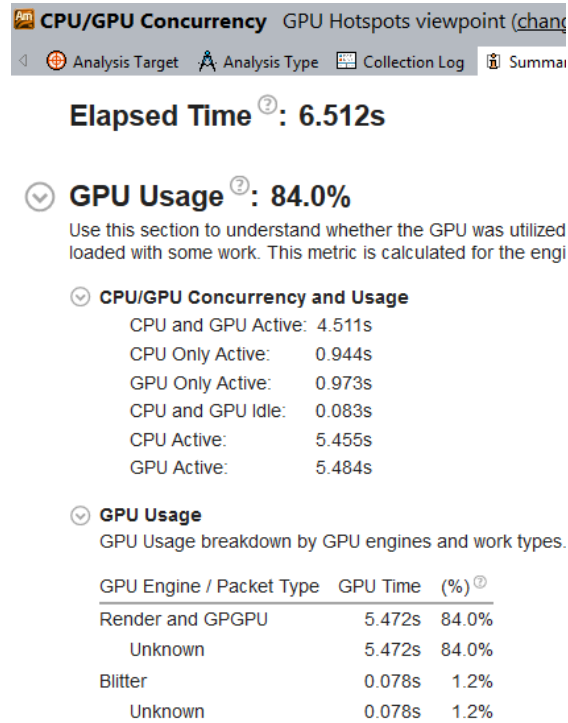 Am CPU/GPU Concurrency GPU Hotspots viewpoint (chang
Analysis Target Analysis Type Collection Log Summar
Elapsed Time ?: 6.512s
GPU Usage ?: 84.0%
Use this section to understand whether the GPU was utilized
loaded with some work. This metric is calculated for the engi
CPU/GPU Concurrency and Usage
CPU and GPU Active: 4.511s
CPU Only Active: 0.944s
GPU Only Active: 0.973s
CPU and GPU Idle: 0.083s
CPU Active: 5.455s
GPU Active: 5.484s
GPU Usage
GPU Usage breakdown by GPU engines and work types.
GPU Engine / Packet Type GPU Time (%) ?
Render and GPGPU 5.472s 84.0%
Unknown 5.472s 84.0%
Blitter 0.078s 1.2%
Unknown 0.078s 1.2%